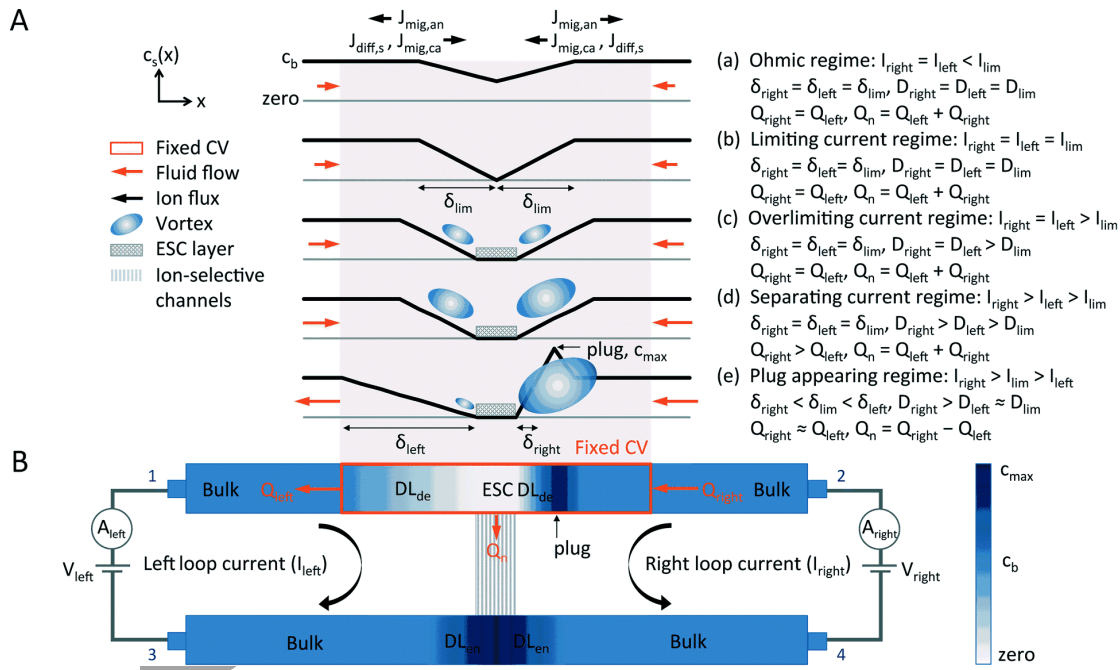 A
J_mig,an
J_mig,an
J_diff,s , J_mig,ca
J_mig,ca , J_diff,s
c_s(x)
x
c_b
zero
Fixed CV
Fluid flow
Ion flux
Vortex
ESC layer
Ion-selective
channels
δ_lim
δ_lim
plug, c_max
δ_left
δ_right
(a) Ohmic regime: I_right = I_left < I_lim
δ_right = δ_left = δ_lim, D_right = D_left = D_lim
Q_right = Q_left, Q_n = Q_left + Q_right
(b) Limiting current regime: I_right = I_left = I_lim
δ_right = δ_left = δ_lim, D_right = D_left = D_lim
Q_right = Q_left, Q_n = Q_left + Q_right
(c) Overlimiting current regime: I_right = I_left > I_lim
δ_right = δ_left = δ_lim, D_right = D_left > D_lim
Q_right = Q_left, Q_n = Q_left + Q_right
(d) Separating current regime: I_right > I_left > I_lim
δ_right = δ_left = δ_lim, D_right > D_left > D_lim
Q_right > Q_left, Q_n = Q_left + Q_right
(e) Plug appearing regime: I_right > I_lim > I_left
δ_right < δ_lim < δ_left, D_right > D_left ≈ D_lim
Q_right ≈ Q_left, Q_n = Q_right − Q_left
B
Fixed CV
1
Bulk
Q_left
DL_de
ESC
DL_de
Q_right
Bulk
2
A_left
V_left
Left loop current (I_left)
Q_n
plug
Right loop current (I_right)
A_right
V_right
3
Bulk
DL_en
DL_en
Bulk
4
c_max
c_b
zero